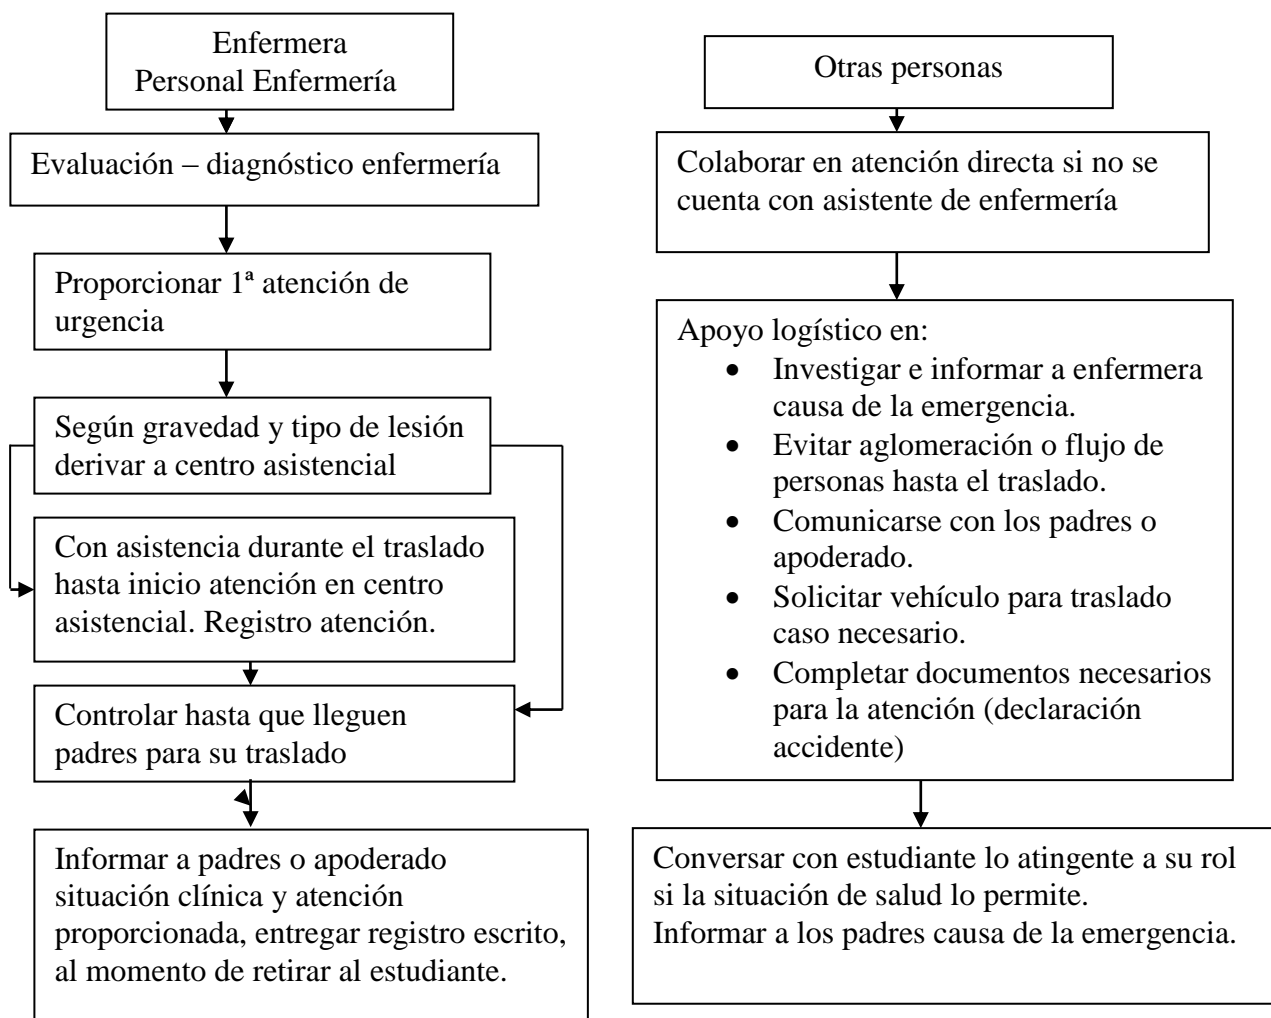 Enfermera
Personal Enfermería
Evaluación – diagnóstico enfermería
Proporcionar 1ª atención de
urgencia
Según gravedad y tipo de lesión
derivar a centro asistencial
Con asistencia durante el traslado
hasta inicio atención en centro
asistencial. Registro atención.
Controlar hasta que lleguen
padres para su traslado
Informar a padres o apoderado
situación clínica y atención
proporcionada, entregar registro escrito,
al momento de retirar al estudiante.
Otras personas
Colaborar en atención directa si no se
cuenta con asistente de enfermería
Apoyo logístico en:
• Investigar e informar a enfermera
causa de la emergencia.
• Evitar aglomeración o flujo de
personas hasta el traslado.
• Comunicarse con los padres o
apoderado.
• Solicitar vehículo para traslado
caso necesario.
• Completar documentos necesarios
para la atención (declaración
accidente)
Conversar con estudiante lo atingente a su rol
si la situación de salud lo permite.
Informar a los padres causa de la emergencia.